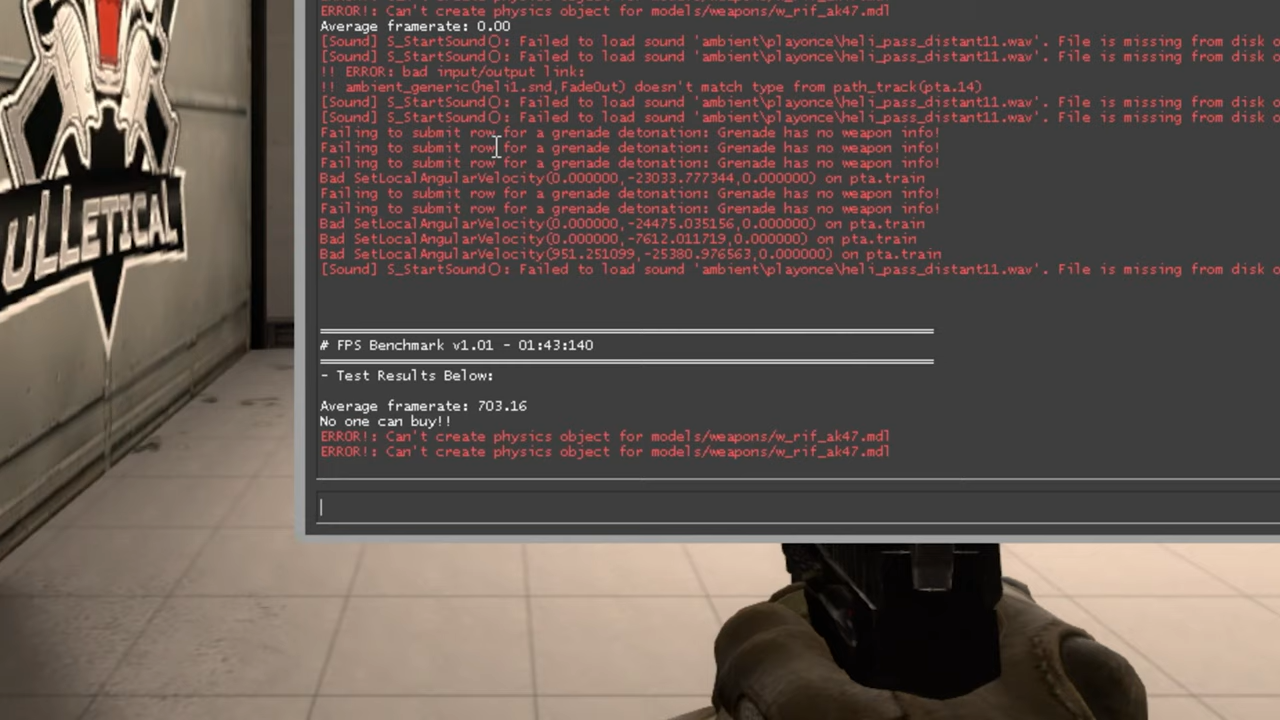 ERROR!: Can't create physics object for models/weapons/w_rif_ak47.mdl
Average framerate: 0.00
[Sound] S_StartSound(): Failed to load sound 'ambient\playonce\heli_pass_distant11.wav'. File is missing from disk o
[Sound] S_StartSound(): Failed to load sound 'ambient\playonce\heli_pass_distant11.wav'. File is missing from disk o
!! ERROR: bad input/output link:
!! ambient_generic(heli1.snd,FadeOut) doesn't match type from path_track(pta.14)
[Sound] S_StartSound(): Failed to load sound 'ambient\playonce\heli_pass_distant11.wav'. File is missing from disk o
[Sound] S_StartSound(): Failed to load sound 'ambient\playonce\heli_pass_distant11.wav'. File is missing from disk o
Failing to submit row for a grenade detonation: Grenade has no weapon info!
Failing to submit row for a grenade detonation: Grenade has no weapon info!
Failing to submit row for a grenade detonation: Grenade has no weapon info!
Bad SetLocalAngularVelocity(0.000000,-23033.777344,0.000000) on pta.train
Failing to submit row for a grenade detonation: Grenade has no weapon info!
Failing to submit row for a grenade detonation: Grenade has no weapon info!
Bad SetLocalAngularVelocity(0.000000,-24475.035156,0.000000) on pta.train
Bad SetLocalAngularVelocity(0.000000,-7612.011719,0.000000) on pta.train
Bad SetLocalAngularVelocity(951.251099,-25380.976563,0.000000) on pta.train
[Sound] S_StartSound(): Failed to load sound 'ambient\playonce\heli_pass_distant11.wav'. File is missing from disk o
# FPS Benchmark v1.01 - 01:43:140
- Test Results Below:
Average framerate: 703.16
No one can buy!!
ERROR!: Can't create physics object for models/weapons/w_rif_ak47.mdl
ERROR!: Can't create physics object for models/weapons/w_rif_ak47.mdl
ULLETICAL